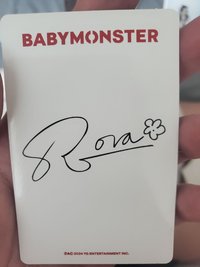 BABYMONSTER
Rora
©℗ 2024 YG ENTERTAINMENT INC.